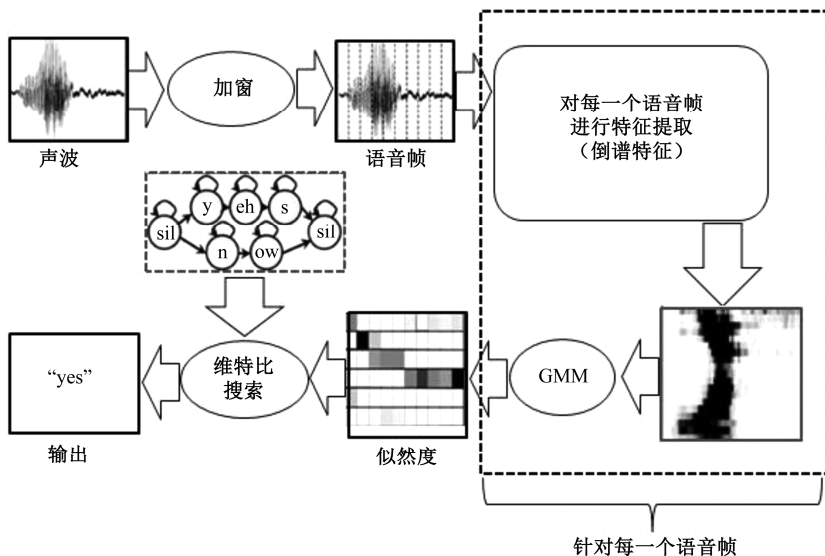 加窗
对每一个语音帧
进行特征提取
（倒谱特征）
声波
语音帧
y
eh
s
sil
sil
n
ow
“yes”
维特比
搜索
GMM
输出
似然度
针对每一个语音帧